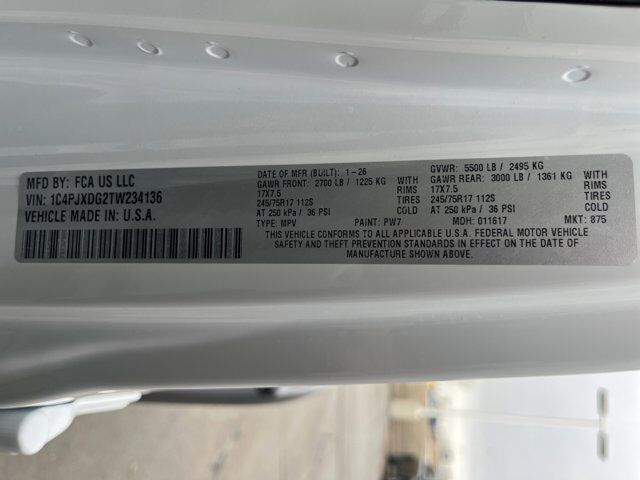 MFD BY: FCA US LLC
VIN: 1C4PJXDG2TW234136
VEHICLE MADE IN: U.S.A.
DATE OF MFR (BUILT): 1-26
GAWR FRONT: 2700 LB / 1225 KG WITH
17X7.5 RIMS
245/75R17 112S TIRES
AT 250 kPa / 36 PSI COLD
GVWR: 5500 LB / 2495 KG
GAWR REAR: 3000 LB / 1361 KG WITH
17X7.5 RIMS
245/75R17 112S TIRES
AT 250 kPa / 36 PSI COLD
TYPE: MPV PAINT: PW7 MDH: 011617 MKT: 875
THIS VEHICLE CONFORMS TO ALL APPLICABLE U.S.A. FEDERAL MOTOR VEHICLE
SAFETY AND THEFT PREVENTION STANDARDS IN EFFECT ON THE DATE OF
MANUFACTURE SHOWN ABOVE.